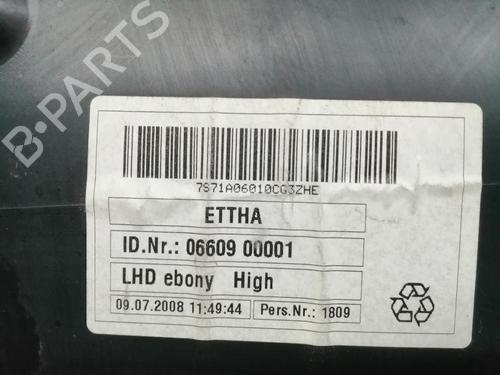 B-PARTS
7S71A06010CG3ZHE
ETTHA
ID.Nr.: 06609 00001
LHD ebony High
09.07.2008 11:49:44 Pers.Nr.: 1809